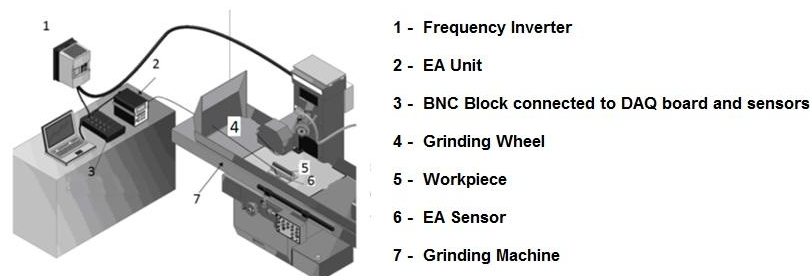 1
2
3
4
5
6
7
1 - Frequency Inverter
2 - EA Unit
3 - BNC Block connected to DAQ board and sensors
4 - Grinding Wheel
5 - Workpiece
6 - EA Sensor
7 - Grinding Machine